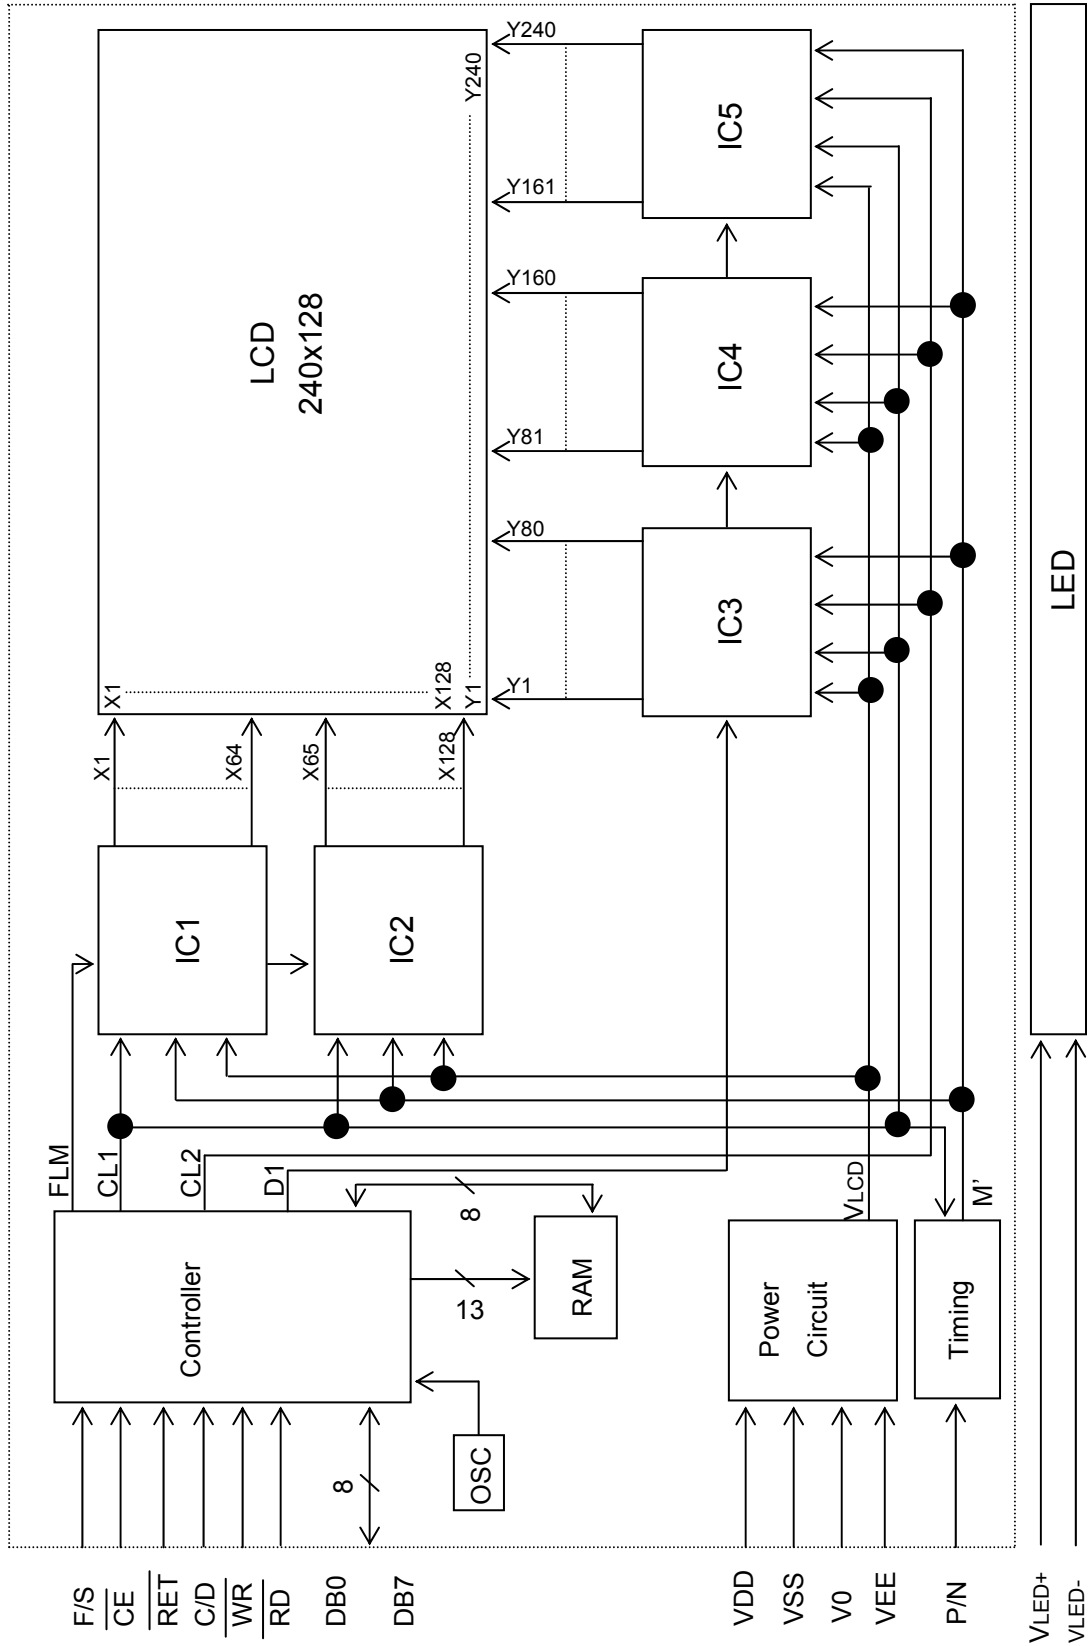 F/S
CE
RET
C/D
WR
RD
DB0
DB7
VDD
VSS
V0
VEE
P/N
VLED+
VLED-
8
OSC
Controller
13
8
RAM
Power
Circuit
Timing
FLM
CL1
CL2
D1
VLCD
M'
IC1
IC2
X1
X64
X65
X128
X1
X128
Y1
Y240
LCD
240x128
Y1
Y80
Y81
Y160
Y161
Y240
IC3
IC4
IC5
LED